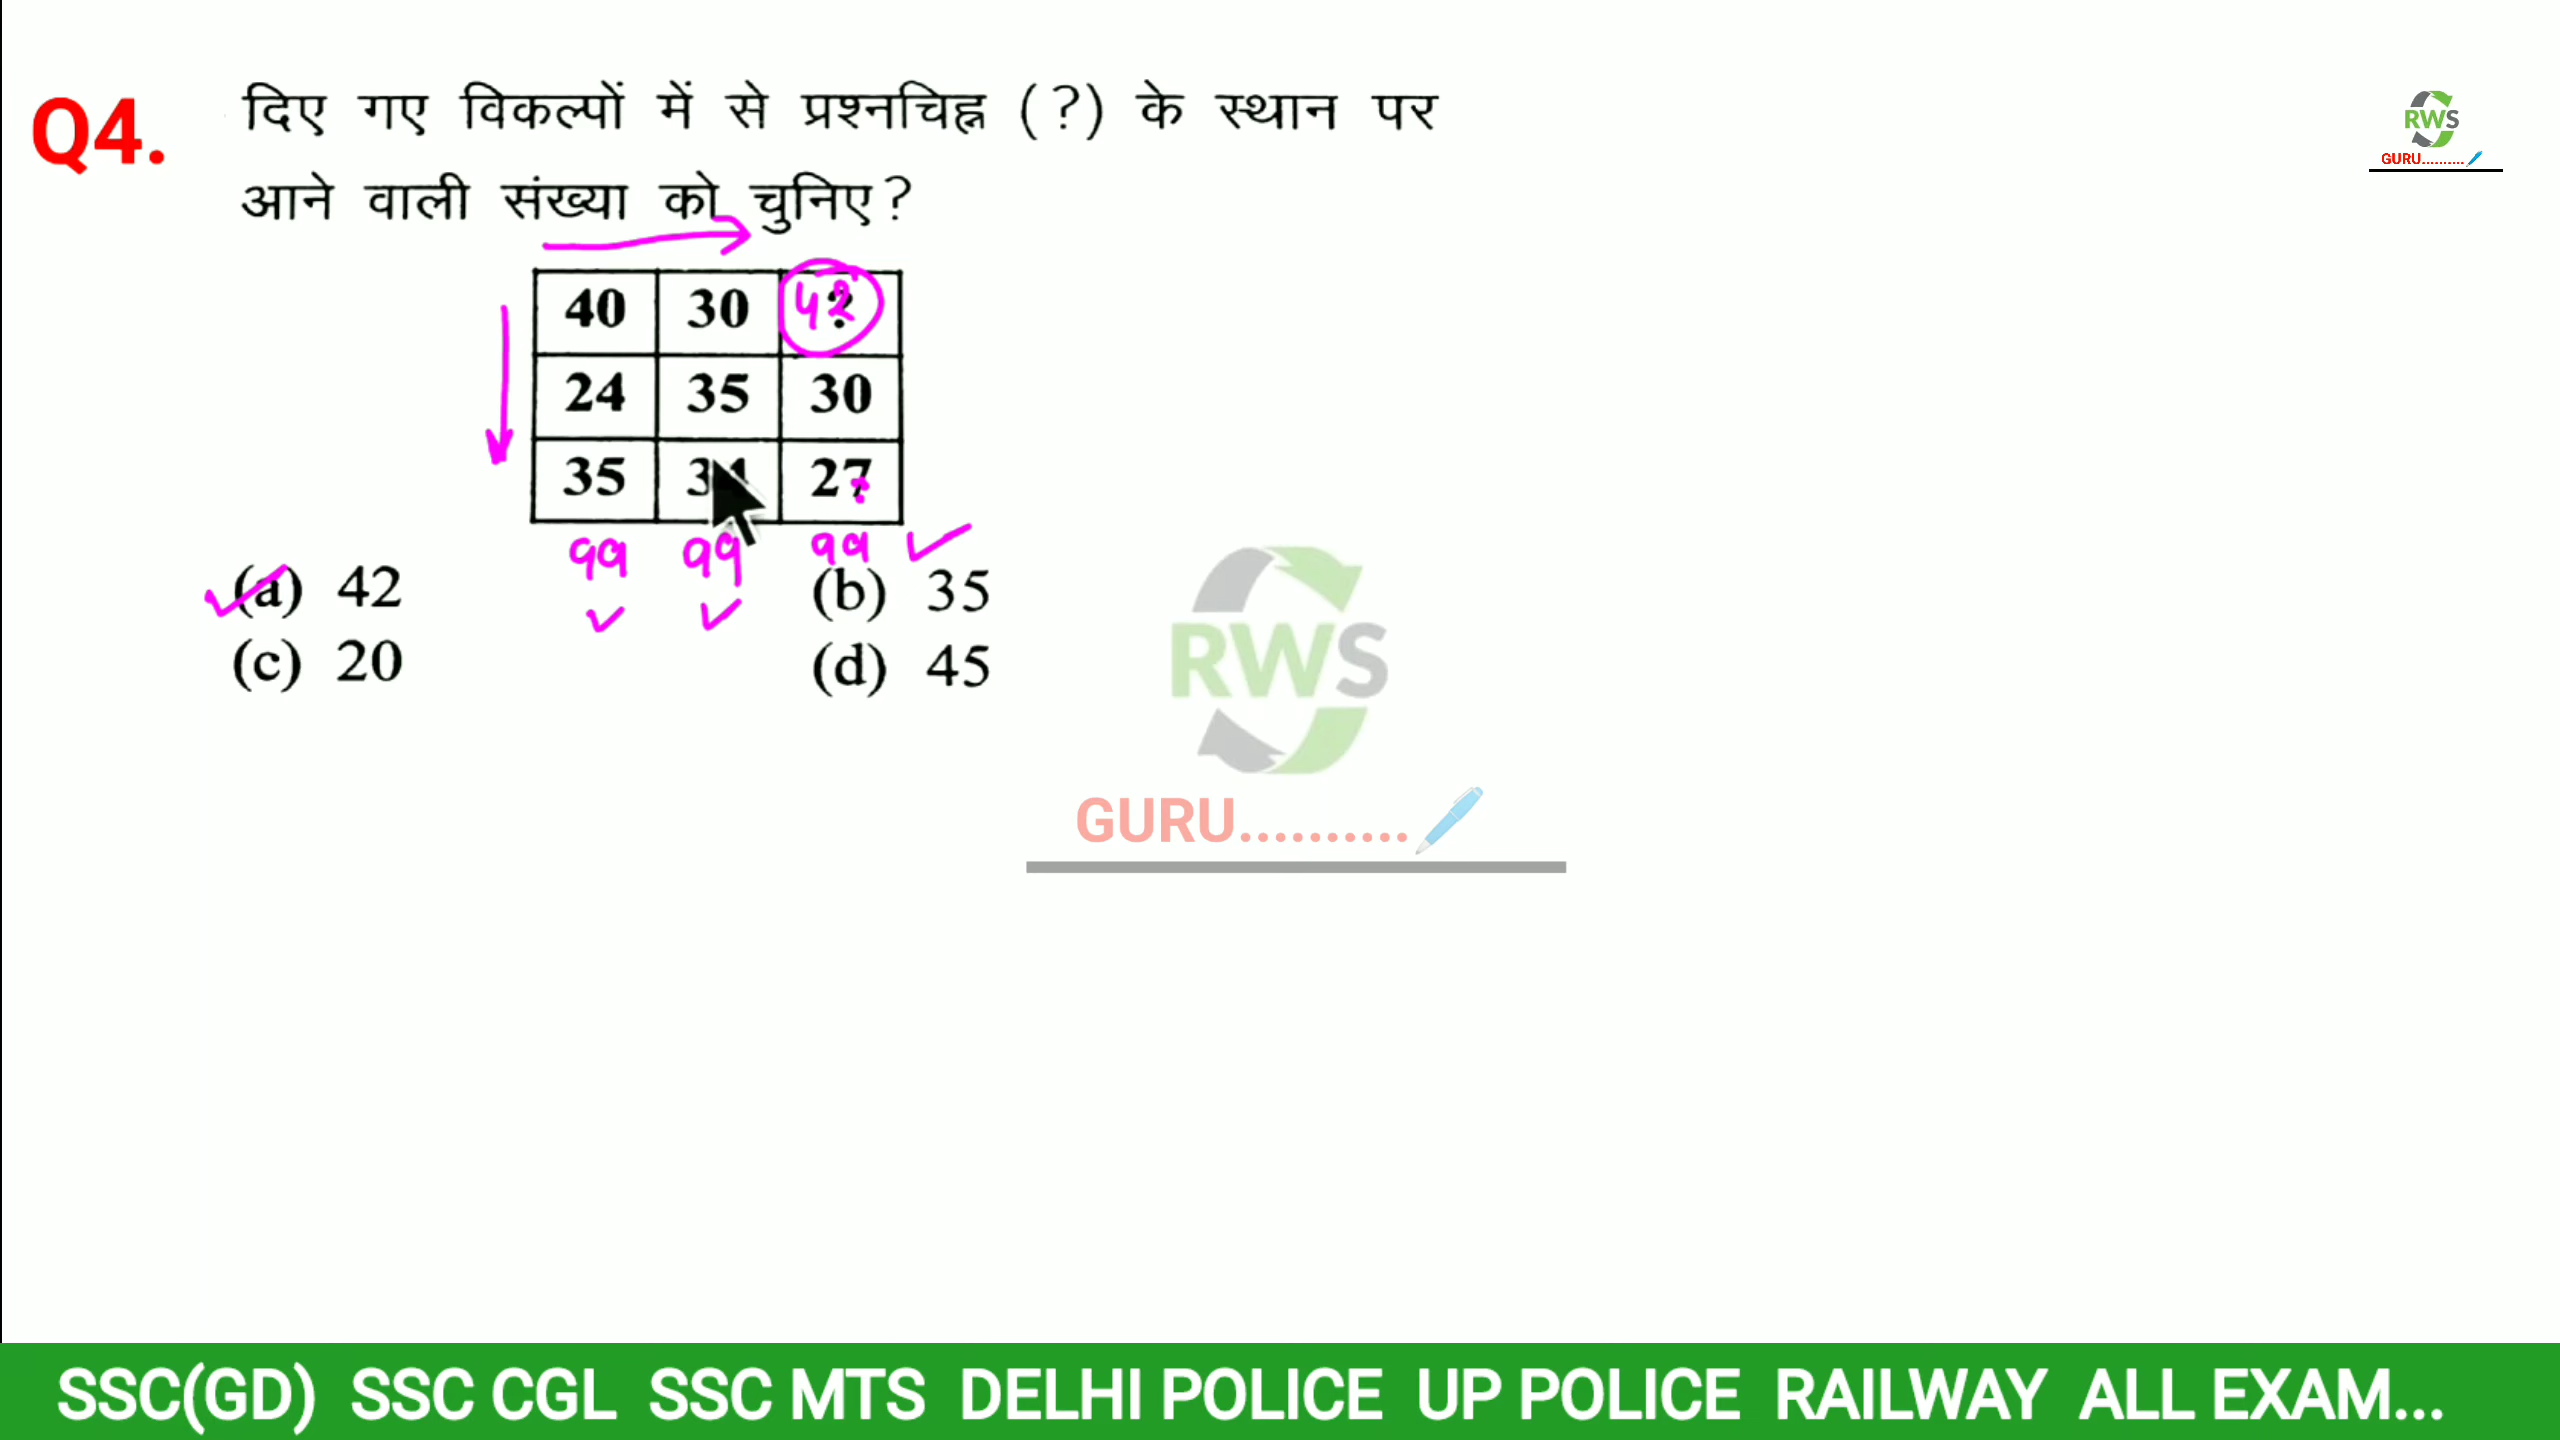 Q4. दिए गए विकल्पों में से प्रश्नचिह्न (?) के स्थान पर
आने वाली संख्या को चुनिए?
RWS
GURU..........
40 30 42
24 35 30
35 27
99 99 99
(a) 42 (b) 35
(c) 20 (d) 45
RWS
GURU..........
SSC(GD) SSC CGL SSC MTS DELHI POLICE UP POLICE RAILWAY ALL EXAM...